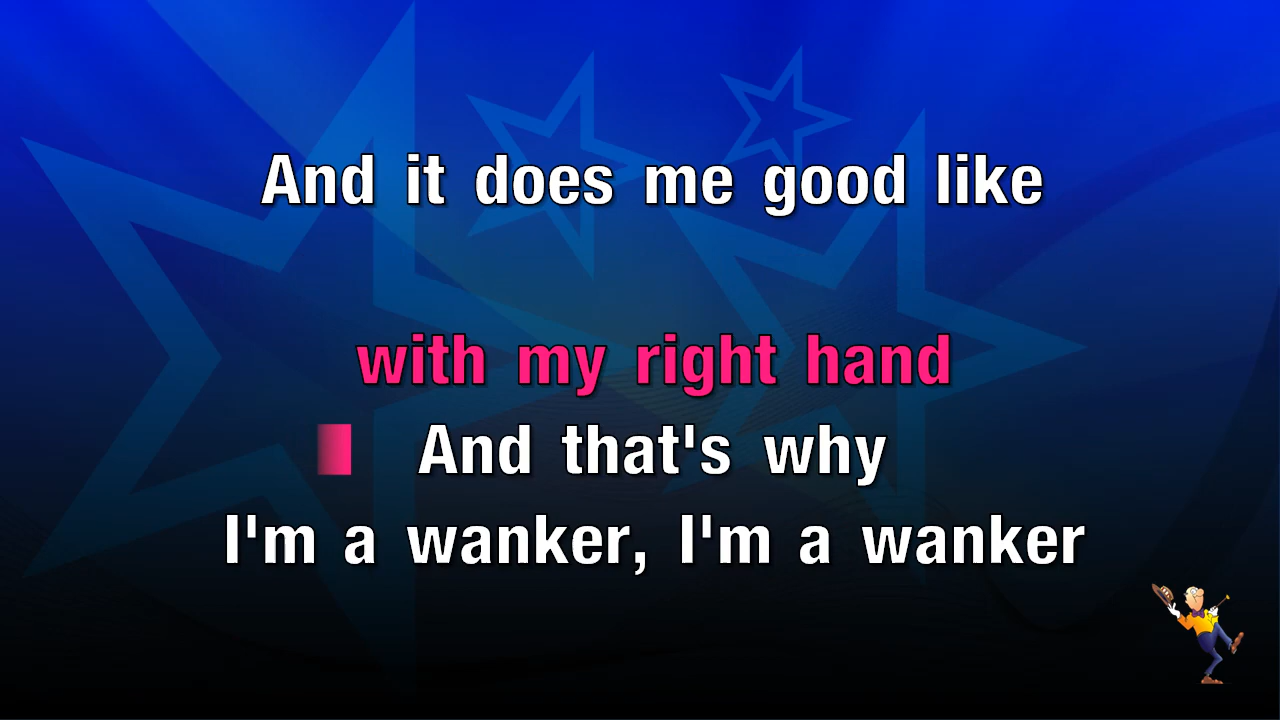 And it does me good like
with my right hand
And that's why
I'm a wanker, I'm a wanker